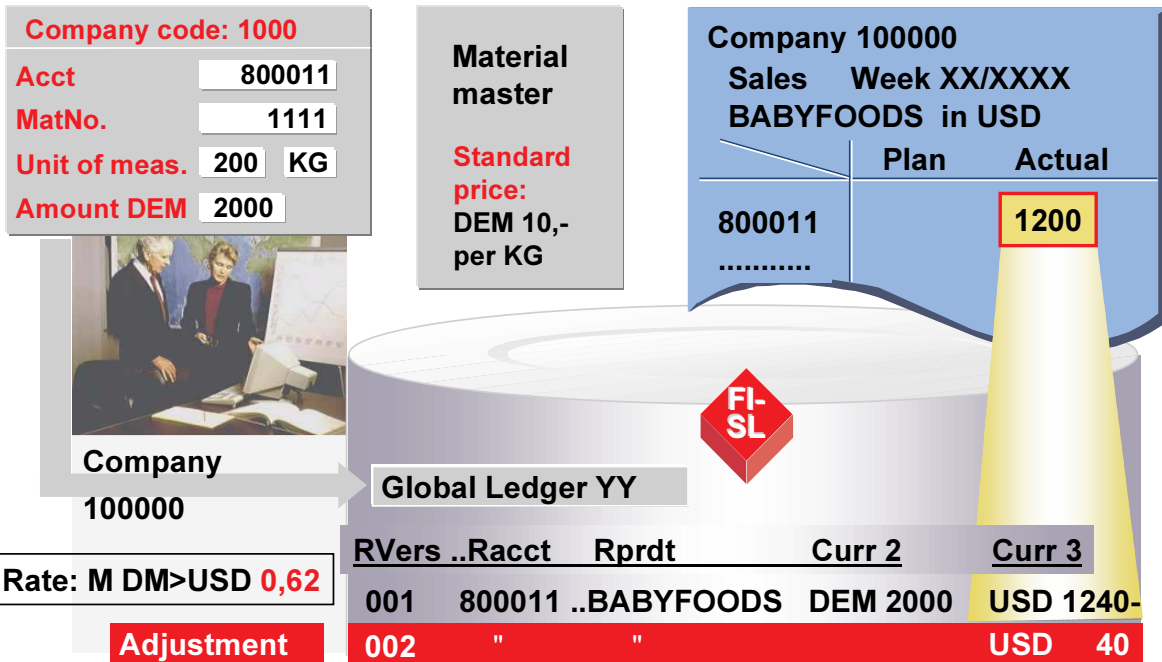 Company code: 1000
Acct 800011
MatNo. 1111
Unit of meas. 200 KG
Amount DEM 2000
Material
master
Standard
price:
DEM 10,-
per KG
Company 100000
Sales Week XX/XXXX
BABYFOODS in USD
Plan Actual
800011 1200
...........
FI-
SL
Company
100000
Global Ledger YY
RVers ..Racct Rprdt Curr 2 Curr 3
Rate: M DM>USD 0,62
001 800011 ..BABYFOODS DEM 2000 USD 1240-
Adjustment 002 " " USD 40